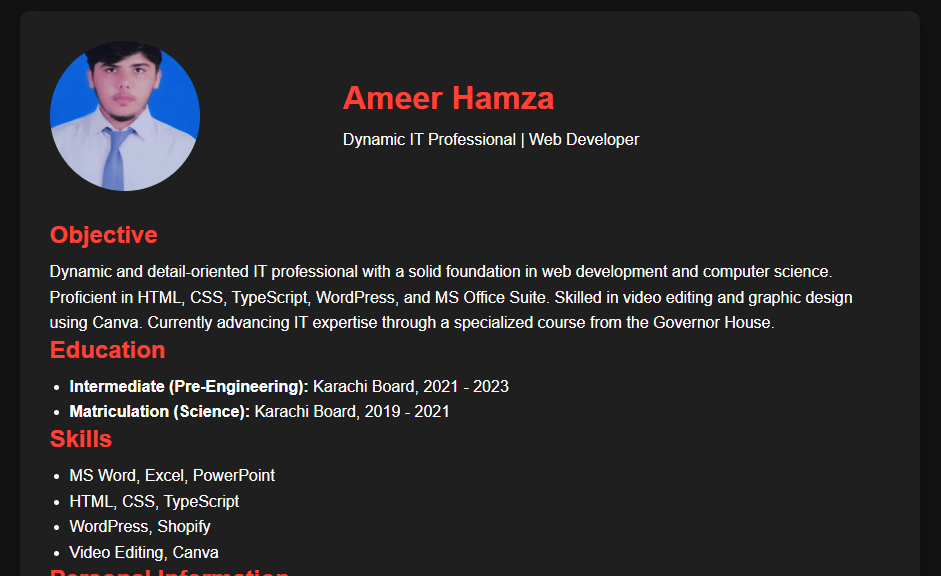 Ameer Hamza
Dynamic IT Professional | Web Developer
Objective
Dynamic and detail-oriented IT professional with a solid foundation in web development and computer science.
Proficient in HTML, CSS, TypeScript, WordPress, and MS Office Suite. Skilled in video editing and graphic design
using Canva. Currently advancing IT expertise through a specialized course from the Governor House.
Education
• Intermediate (Pre-Engineering): Karachi Board, 2021 - 2023
• Matriculation (Science): Karachi Board, 2019 - 2021
Skills
• MS Word, Excel, PowerPoint
• HTML, CSS, TypeScript
• WordPress, Shopify
• Video Editing, Canva
Personal Information